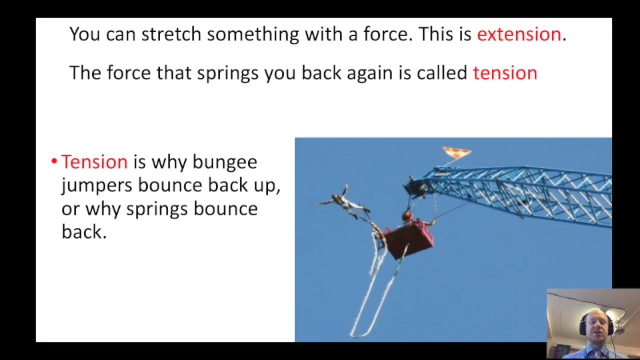 You can stretch something with a force. This is extension.
The force that springs you back again is called tension
• Tension is why bungee
jumpers bounce back up,
or why springs bounce
back.